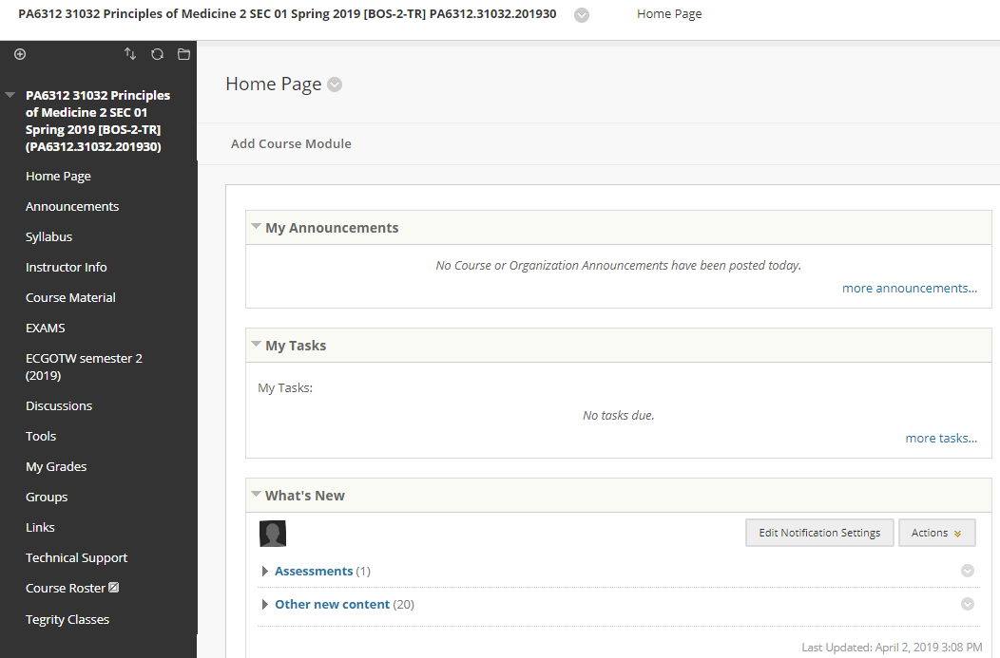 PA6312 31032 Principles of Medicine 2 SEC 01 Spring 2019 [BOS-2-TR] PA6312.31032.201930
Home Page
PA6312 31032 Principles
of Medicine 2 SEC 01
Spring 2019 [BOS-2-TR]
(PA6312.31032.201930)
Home Page
Announcements
Syllabus
Instructor Info
Course Material
EXAMS
ECGOTW semester 2
(2019)
Discussions
Tools
My Grades
Groups
Links
Technical Support
Course Roster
Tegrity Classes
Home Page
Add Course Module
My Announcements
No Course or Organization Announcements have been posted today.
more announcements...
My Tasks
My Tasks:
No tasks due.
more tasks...
What's New
Edit Notification Settings
Actions
Assessments (1)
Other new content (20)
Last Updated: April 2, 2019 3:08 PM